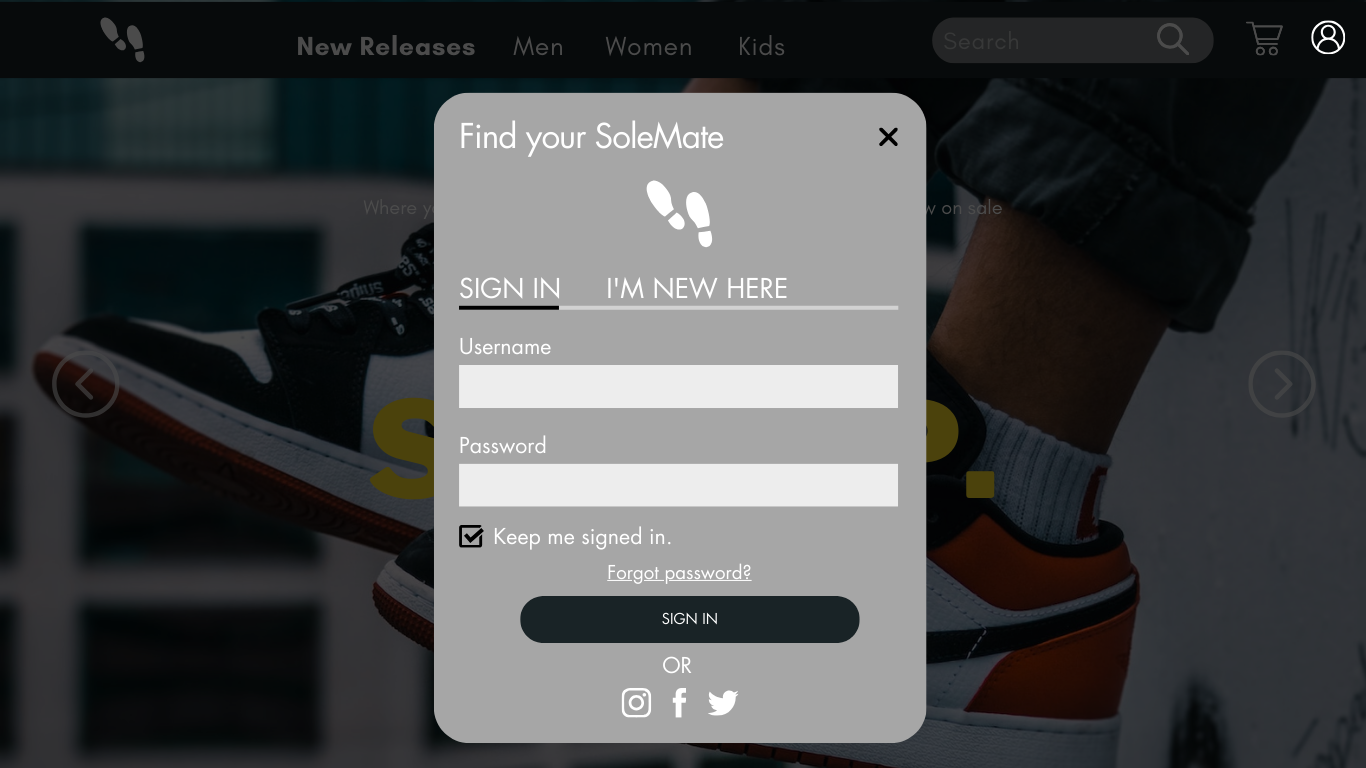 New Releases Men Women Kids Search
Find your SoleMate
Where w on sale
SIGN IN I'M NEW HERE
Username
Password
Keep me signed in.
Forgot password?
SIGN IN
OR